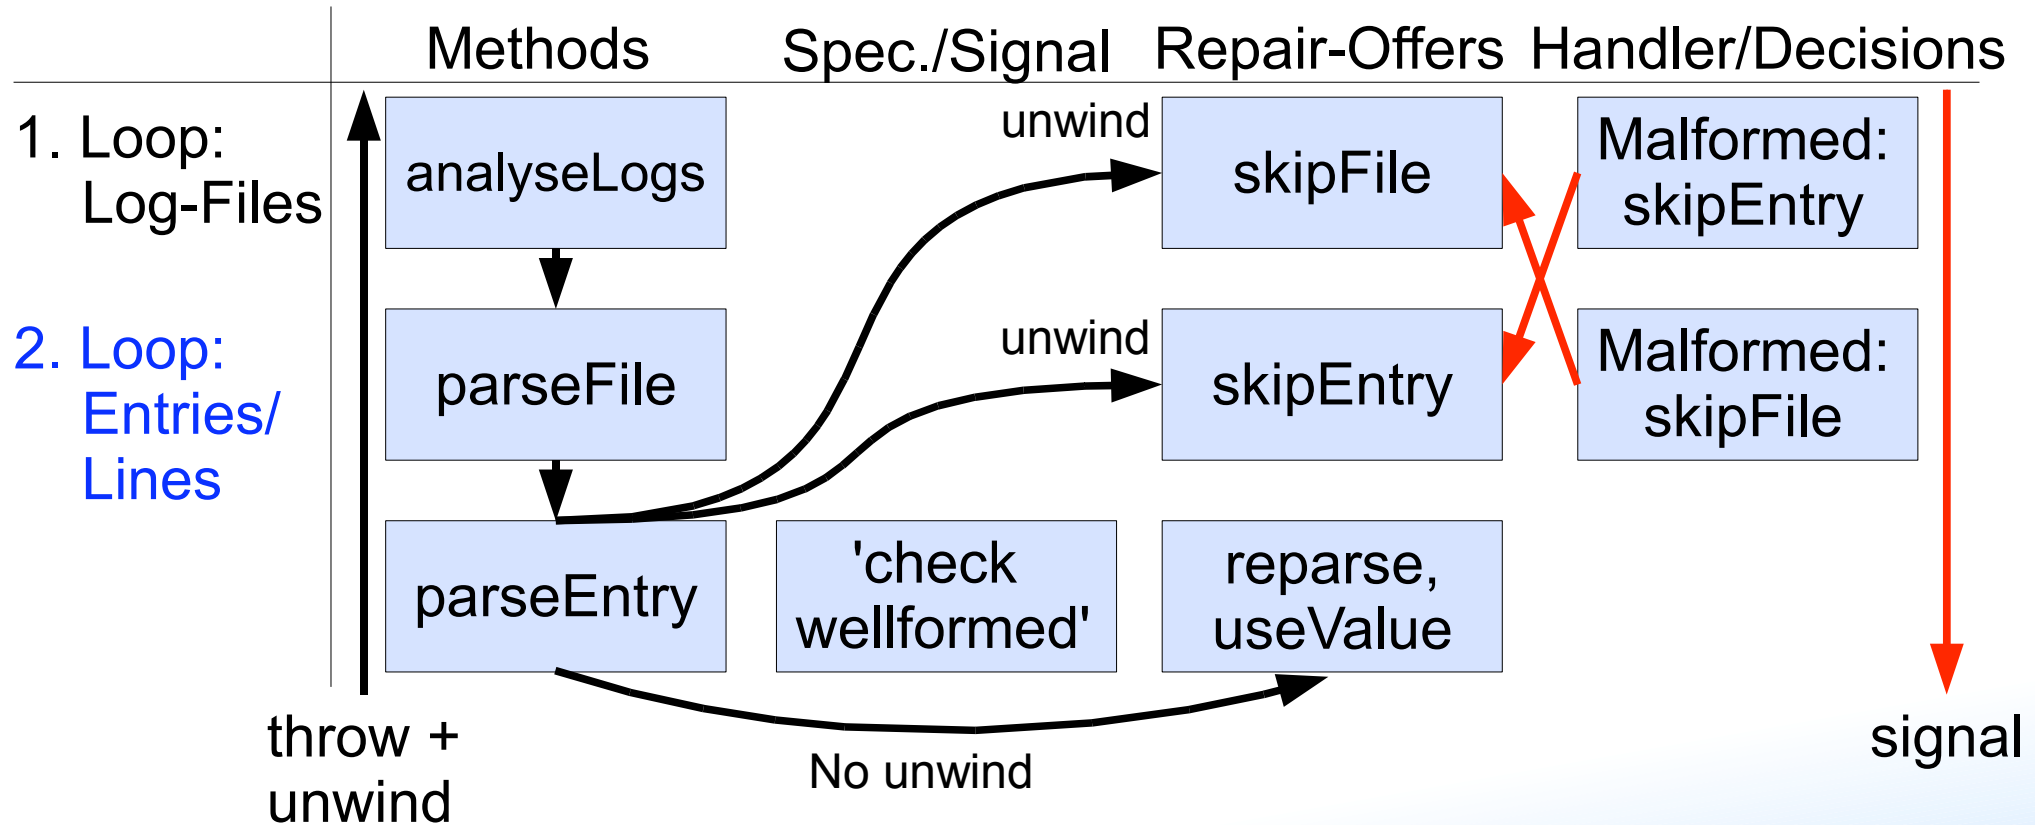 Methods
Spec./Signal
Repair-Offers
Handler/Decisions
1. Loop:
Log-Files
analyseLogs
unwind
skipFile
Malformed:
skipEntry
2. Loop:
Entries/
Lines
parseFile
unwind
skipEntry
Malformed:
skipFile
parseEntry
'check
wellformed'
reparse,
useValue
throw +
unwind
No unwind
signal